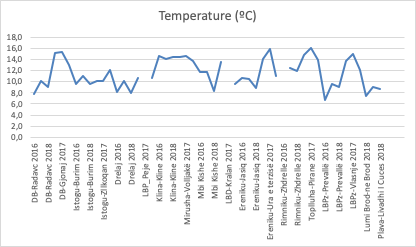 Temperature (ºC)
18,0
16,0
14,0
12,0
10,0
8,0
6,0
4,0
2,0
0,0
DB-Radavc 2016
DB-Radavc 2018
DB-Gjonaj 2017
Istogu-Burim 2016
Istogu-Burim 2018
Istogu-Zllkoqan 2017
Drelaj 2016
Drelaj 2018
LBP_Peje 2017
Klina-Kline 2016
Klina-Kline 2018
Mirusha-Volljakë 2017
Mbi Kishe 2016
Mbi Kishe 2018
LBD-Kralan 2017
Ereniku-Jasiq 2016
Ereniku-Jasiq 2018
Ereniku-Ura e terzisë 2017
Rimniku-Zhdrelle 2016
Rimniku-Zhdrelle 2018
Toplluha-Pirane 2017
LBPz-Prevallë 2016
LBPz-Prevallë 2018
LBPz-Vlasnje 2017
Lumi Brod-ne Brod 2018
Plava-Livadhi I Cuces 2018